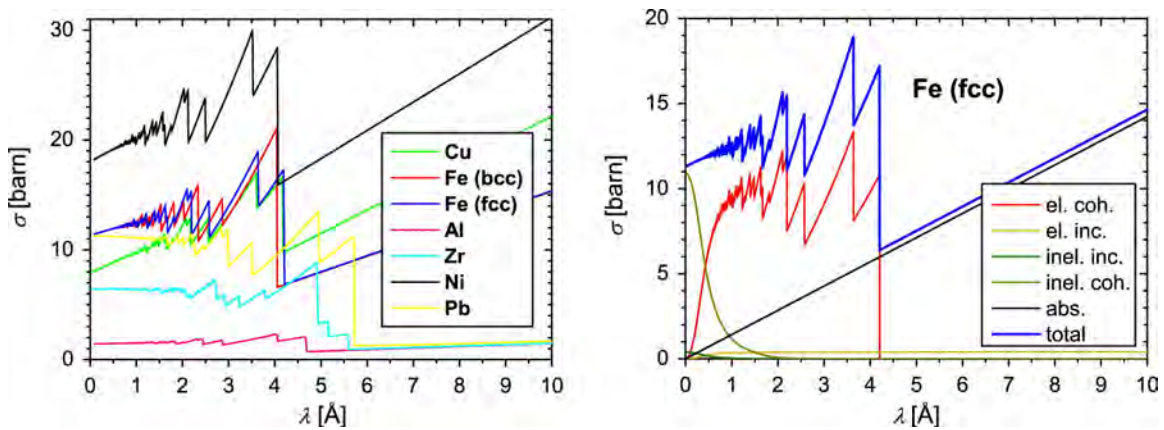 30
20
10
0
σ [barn]
Cu
Fe (bcc)
Fe (fcc)
Al
Zr
Ni
Pb
0 1 2 3 4 5 6 7 8 9 10
λ [Å]
20
15
10
5
0
σ [barn]
Fe (fcc)
el. coh.
el. inc.
inel. inc.
inel. coh.
abs.
total
0 1 2 3 4 5 6 7 8 9 10
λ [Å]